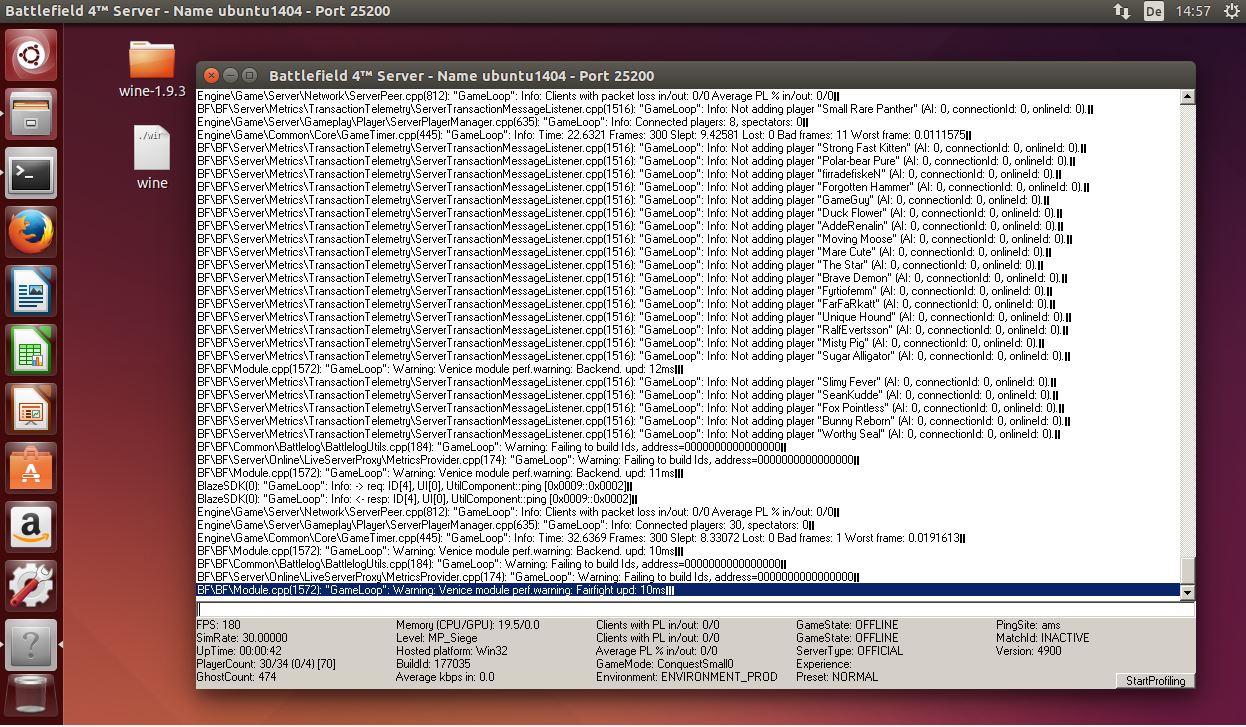 Battlefield 4™ Server - Name ubuntu1404 - Port 25200
De
14:57
wine-1.9.3
./wir
wine
Battlefield 4™ Server - Name ubuntu1404 - Port 25200
Engine\Game\Server\Network\ServerPeer.cpp(812): "GameLoop": Info: Clients with packet loss in/out: 0/0 Average PL % in/out: 0/0
BF\BF\Server\Metrics\TransactionTelemetry\ServerTransactionMessageListener.cpp(1516): "GameLoop": Info: Not adding player "Small Rare Panther" (AI: 0, connectionId: 0, onlineId: 0).
Engine\Game\Server\Gameplay\Player\ServerPlayerManager.cpp(635): "GameLoop": Info: Connected players: 8, spectators: 0
Engine\Game\Common\Core\GameTimer.cpp(445): "GameLoop": Info: Time: 22.6321 Frames: 300 Slept: 9.42581 Lost: 0 Bad frames: 11 Worst frame: 0.0111575
BF\BF\Server\Metrics\TransactionTelemetry\ServerTransactionMessageListener.cpp(1516): "GameLoop": Info: Not adding player "Strong Fast Kitten" (AI: 0, connectionId: 0, onlineId: 0).
BF\BF\Server\Metrics\TransactionTelemetry\ServerTransactionMessageListener.cpp(1516): "GameLoop": Info: Not adding player "Polar-bear Pure" (AI: 0, connectionId: 0, onlineId: 0).
BF\BF\Server\Metrics\TransactionTelemetry\ServerTransactionMessageListener.cpp(1516): "GameLoop": Info: Not adding player "firradefiskeN" (AI: 0, connectionId: 0, onlineId: 0).
BF\BF\Server\Metrics\TransactionTelemetry\ServerTransactionMessageListener.cpp(1516): "GameLoop": Info: Not adding player "Forgotten Hammer" (AI: 0, connectionId: 0, onlineId: 0).
BF\BF\Server\Metrics\TransactionTelemetry\ServerTransactionMessageListener.cpp(1516): "GameLoop": Info: Not adding player "GameGuy" (AI: 0, connectionId: 0, onlineId: 0).
BF\BF\Server\Metrics\TransactionTelemetry\ServerTransactionMessageListener.cpp(1516): "GameLoop": Info: Not adding player "Duck Flower" (AI: 0, connectionId: 0, onlineId: 0).
BF\BF\Server\Metrics\TransactionTelemetry\ServerTransactionMessageListener.cpp(1516): "GameLoop": Info: Not adding player "AddeRenalin" (AI: 0, connectionId: 0, onlineId: 0).
BF\BF\Server\Metrics\TransactionTelemetry\ServerTransactionMessageListener.cpp(1516): "GameLoop": Info: Not adding player "Moving Moose" (AI: 0, connectionId: 0, onlineId: 0).
BF\BF\Server\Metrics\TransactionTelemetry\ServerTransactionMessageListener.cpp(1516): "GameLoop": Info: Not adding player "Mare Cute" (AI: 0, connectionId: 0, onlineId: 0).
BF\BF\Server\Metrics\TransactionTelemetry\ServerTransactionMessageListener.cpp(1516): "GameLoop": Info: Not adding player "The Star" (AI: 0, connectionId: 0, onlineId: 0).
BF\BF\Server\Metrics\TransactionTelemetry\ServerTransactionMessageListener.cpp(1516): "GameLoop": Info: Not adding player "Brave Demon" (AI: 0, connectionId: 0, onlineId: 0).
BF\BF\Server\Metrics\TransactionTelemetry\ServerTransactionMessageListener.cpp(1516): "GameLoop": Info: Not adding player "Fyrtiofemm" (AI: 0, connectionId: 0, onlineId: 0).
BF\BF\Server\Metrics\TransactionTelemetry\ServerTransactionMessageListener.cpp(1516): "GameLoop": Info: Not adding player "FarFaRkatt" (AI: 0, connectionId: 0, onlineId: 0).
BF\BF\Server\Metrics\TransactionTelemetry\ServerTransactionMessageListener.cpp(1516): "GameLoop": Info: Not adding player "Unique Hound" (AI: 0, connectionId: 0, onlineId: 0).
BF\BF\Server\Metrics\TransactionTelemetry\ServerTransactionMessageListener.cpp(1516): "GameLoop": Info: Not adding player "RalfEvertsson" (AI: 0, connectionId: 0, onlineId: 0).
BF\BF\Server\Metrics\TransactionTelemetry\ServerTransactionMessageListener.cpp(1516): "GameLoop": Info: Not adding player "Misty Pig" (AI: 0, connectionId: 0, onlineId: 0).
BF\BF\Server\Metrics\TransactionTelemetry\ServerTransactionMessageListener.cpp(1516): "GameLoop": Info: Not adding player "Sugar Alligator" (AI: 0, connectionId: 0, onlineId: 0).
BF\BF\Module.cpp(1572): "GameLoop": Warning: Venice module perf.warning: Backend. upd: 12ms
BF\BF\Server\Metrics\TransactionTelemetry\ServerTransactionMessageListener.cpp(1516): "GameLoop": Info: Not adding player "Slimy Fever" (AI: 0, connectionId: 0, onlineId: 0).
BF\BF\Server\Metrics\TransactionTelemetry\ServerTransactionMessageListener.cpp(1516): "GameLoop": Info: Not adding player "SeanKudde" (AI: 0, connectionId: 0, onlineId: 0).
BF\BF\Server\Metrics\TransactionTelemetry\ServerTransactionMessageListener.cpp(1516): "GameLoop": Info: Not adding player "Fox Pointless" (AI: 0, connectionId: 0, onlineId: 0).
BF\BF\Server\Metrics\TransactionTelemetry\ServerTransactionMessageListener.cpp(1516): "GameLoop": Info: Not adding player "Bunny Reborn" (AI: 0, connectionId: 0, onlineId: 0).
BF\BF\Server\Metrics\TransactionTelemetry\ServerTransactionMessageListener.cpp(1516): "GameLoop": Info: Not adding player "Worthy Seal" (AI: 0, connectionId: 0, onlineId: 0).
BF\BF\Common\Battlelog\BattlelogUtils.cpp(184): "GameLoop": Warning: Failing to build Ids, address=0000000000000000
BF\BF\Server\Online\LiveServerProxy\MetricsProvider.cpp(174): "GameLoop": Warning: Failing to build Ids, address=0000000000000000
BF\BF\Module.cpp(1572): "GameLoop": Warning: Venice module perf.warning: Backend. upd: 11ms
BlazeSDK(0): "GameLoop": Info: -> req: ID[4], UI[0], UtilComponent::ping [0x0009::0x0002]
BlazeSDK(0): "GameLoop": Info: <- resp: ID[4], UI[0], UtilComponent::ping [0x0009::0x0002]
Engine\Game\Server\Network\ServerPeer.cpp(812): "GameLoop": Info: Clients with packet loss in/out: 0/0 Average PL % in/out: 0/0
Engine\Game\Server\Gameplay\Player\ServerPlayerManager.cpp(635): "GameLoop": Info: Connected players: 30, spectators: 0
Engine\Game\Common\Core\GameTimer.cpp(445): "GameLoop": Info: Time: 32.6369 Frames: 300 Slept: 8.33072 Lost: 0 Bad frames: 1 Worst frame: 0.0191613
BF\BF\Module.cpp(1572): "GameLoop": Warning: Venice module perf.warning: Backend. upd: 10ms
BF\BF\Common\Battlelog\BattlelogUtils.cpp(184): "GameLoop": Warning: Failing to build Ids, address=0000000000000000
BF\BF\Server\Online\LiveServerProxy\MetricsProvider.cpp(174): "GameLoop": Warning: Failing to build Ids, address=0000000000000000
BF\BF\Module.cpp(1572): "GameLoop": Warning: Venice module perf.warning: Fairfight upd: 10ms
FPS: 180 Memory (CPU/GPU): 19.5/0.0 Clients with PL in/out: 0/0 GameState: OFFLINE PingSite: ams
SimRate: 30.00000 Level: MP_Siege Clients with PL in/out: 0/0 GameState: OFFLINE MatchId: INACTIVE
UpTime: 00:00:42 Hosted platform: Win32 Average PL % in/out: 0/0 ServerType: OFFICIAL Version: 4900
PlayerCount: 30/34 (0/4) [70] BuildId: 177035 GameMode: ConquestSmall0 Experience:
GhostCount: 474 Average kbps in: 0.0 Environment: ENVIRONMENT_PROD Preset: NORMAL
StartProfiling